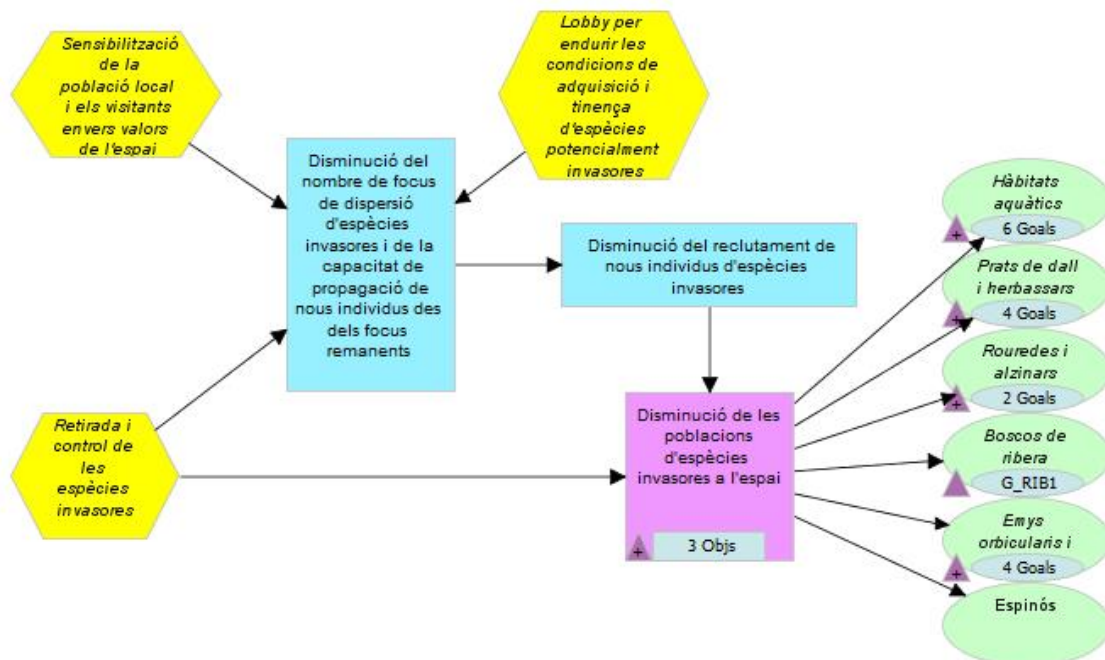 Sensibilització
de la
població local
i els visitants
envers valors
de l'espai
Lobby per
endurir les
condicions de
adquisició i
tinença
d'espècies
potencialment
invasores
Disminució del
nombre de focus
de dispersió
d'espècies
invasores i de la
capacitat de
propagació de
nous individus des
dels focus
remanents
Disminució del reclutament de
nous individus d'espècies
invasores
Retirada i
control de
les
espècies
invasores
Disminució de les
poblacions
d'espècies
invasores a l'espai
3 Objs
Hàbitats
aquàtics
6 Goals
Prats de dall
i herbassars
4 Goals
Rouredes i
alzinars
2 Goals
Boscos de
ribera
G_RIB1
Emys
orbicularis i
4 Goals
Espinós